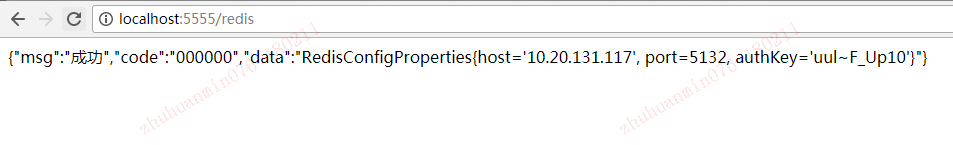 localhost:5555/redis
{"msg":"成功","code":"000000","data":"RedisConfigProperties{host='10.20.131.117', port=5132, authKey='uul~F_Up10'}"}